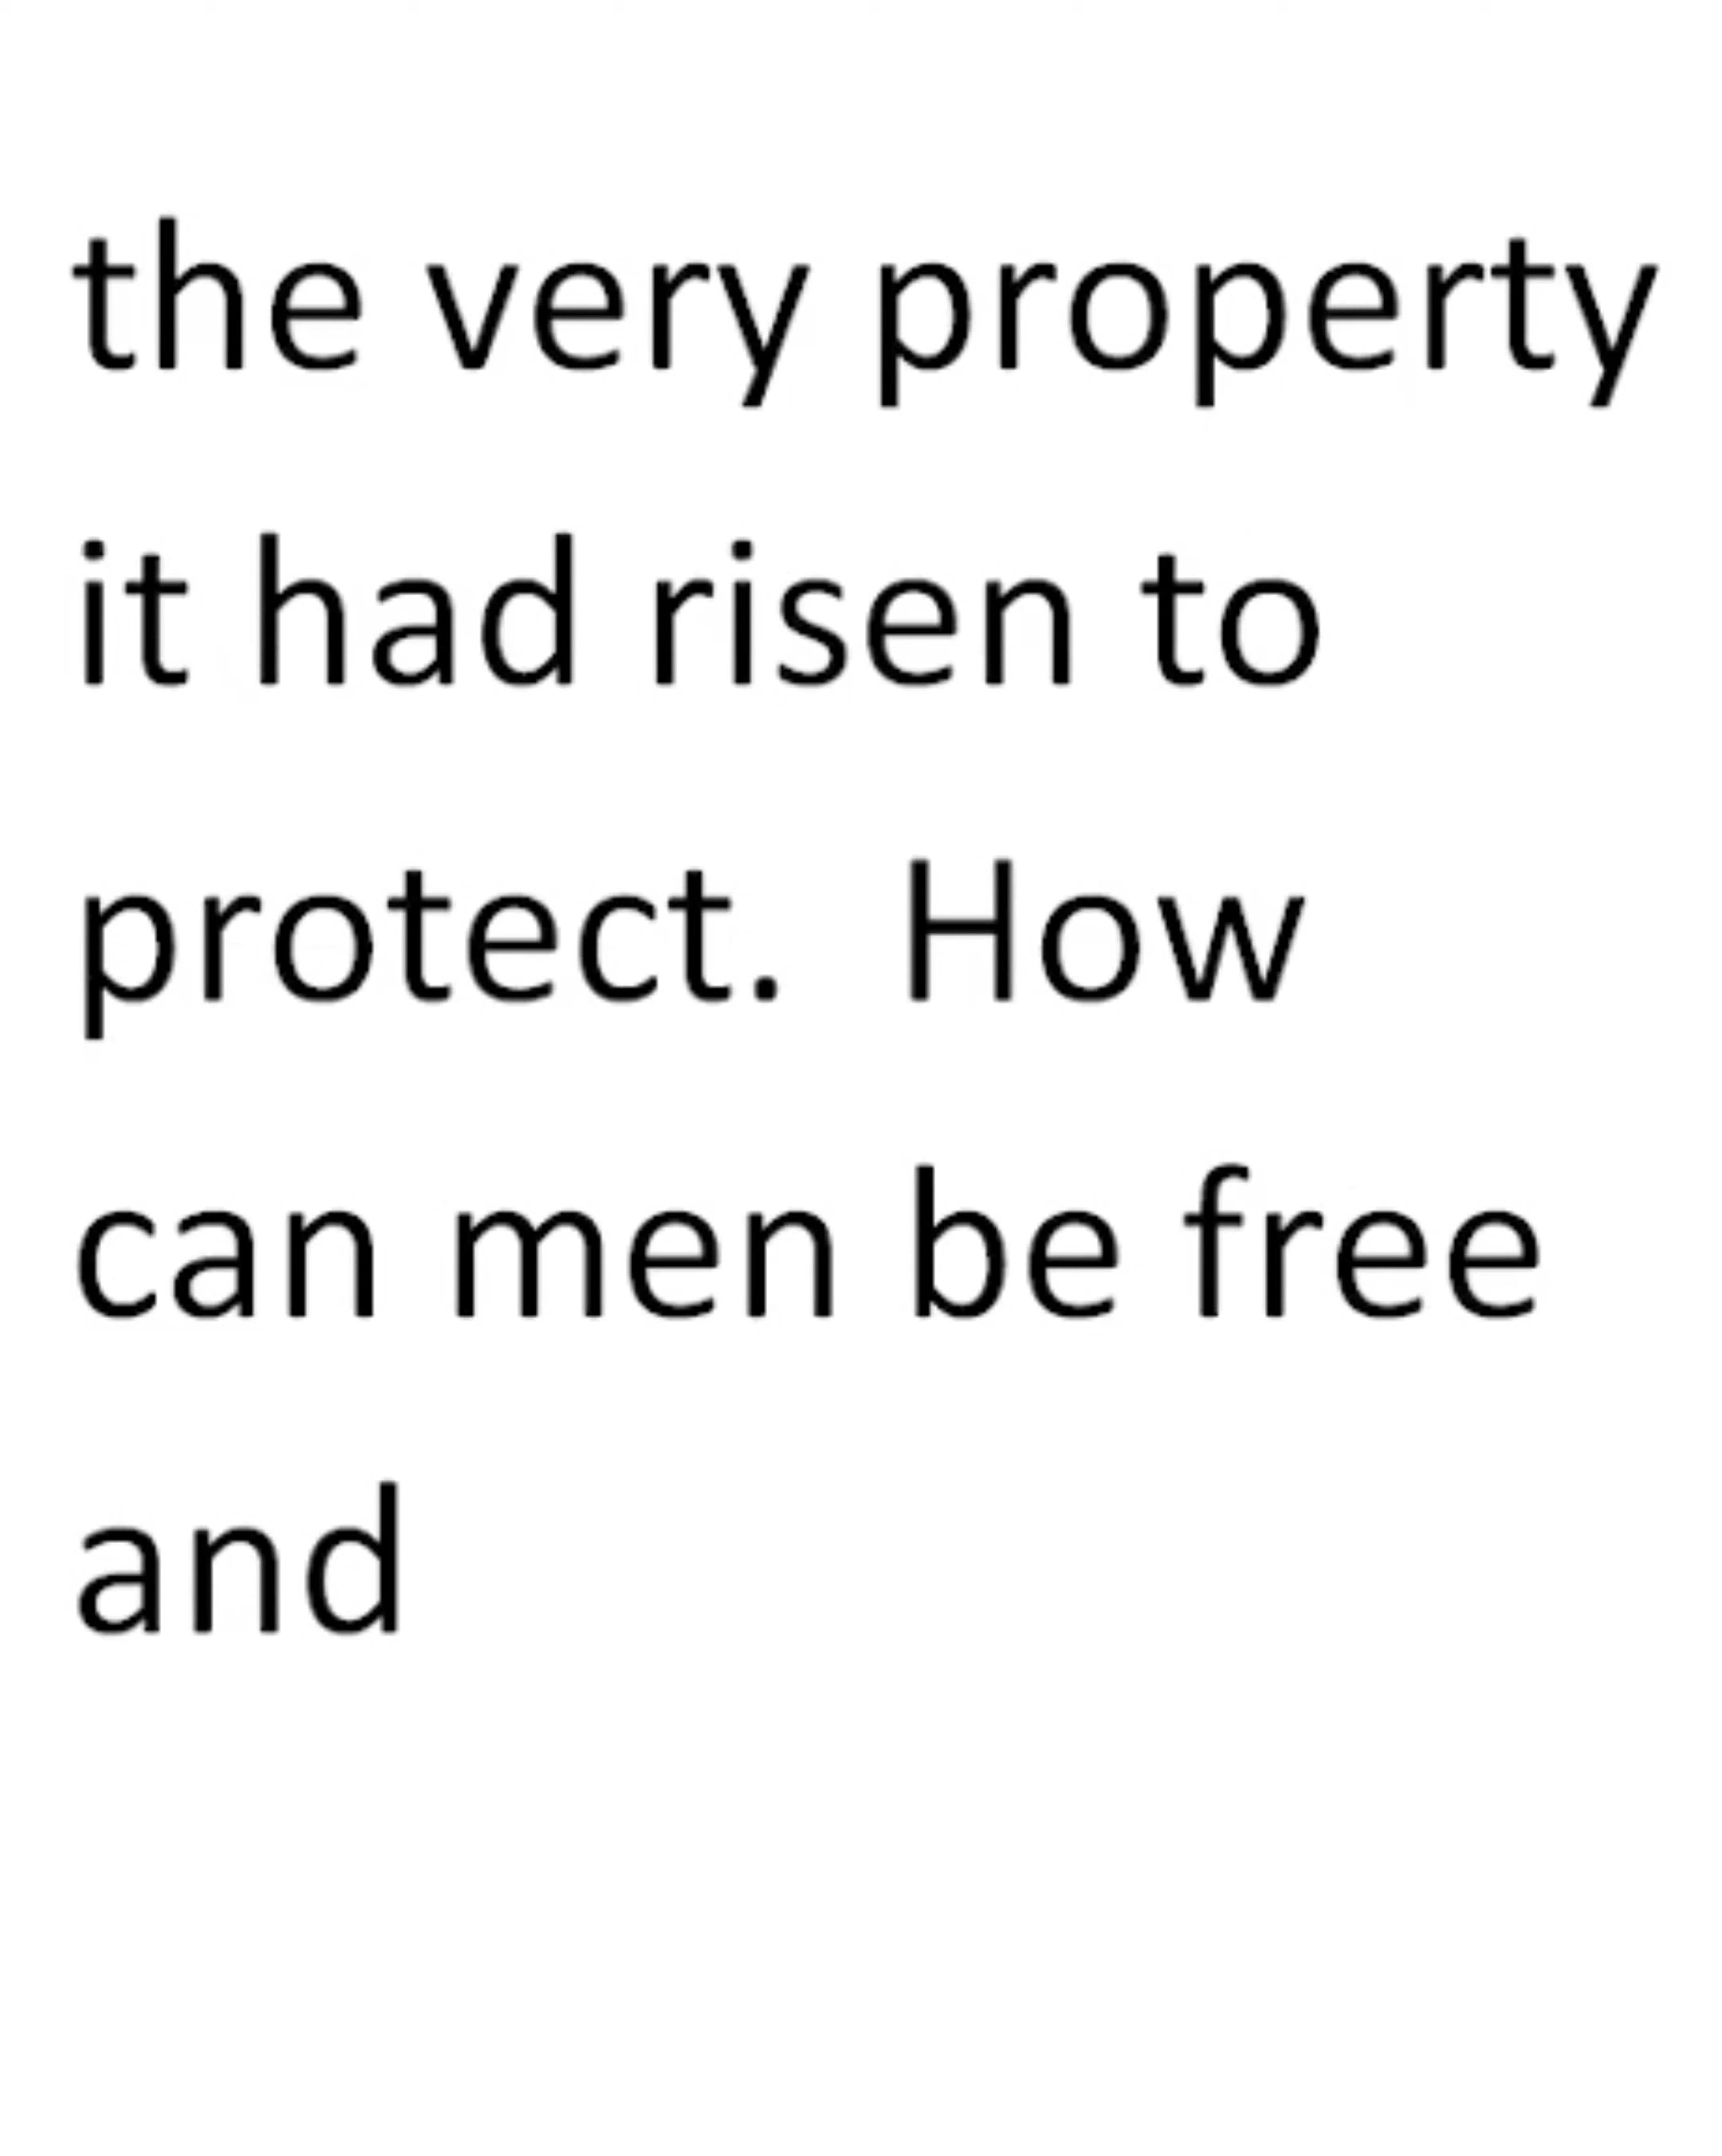 the very property
it had risen to
protect.  How
can men be free
and